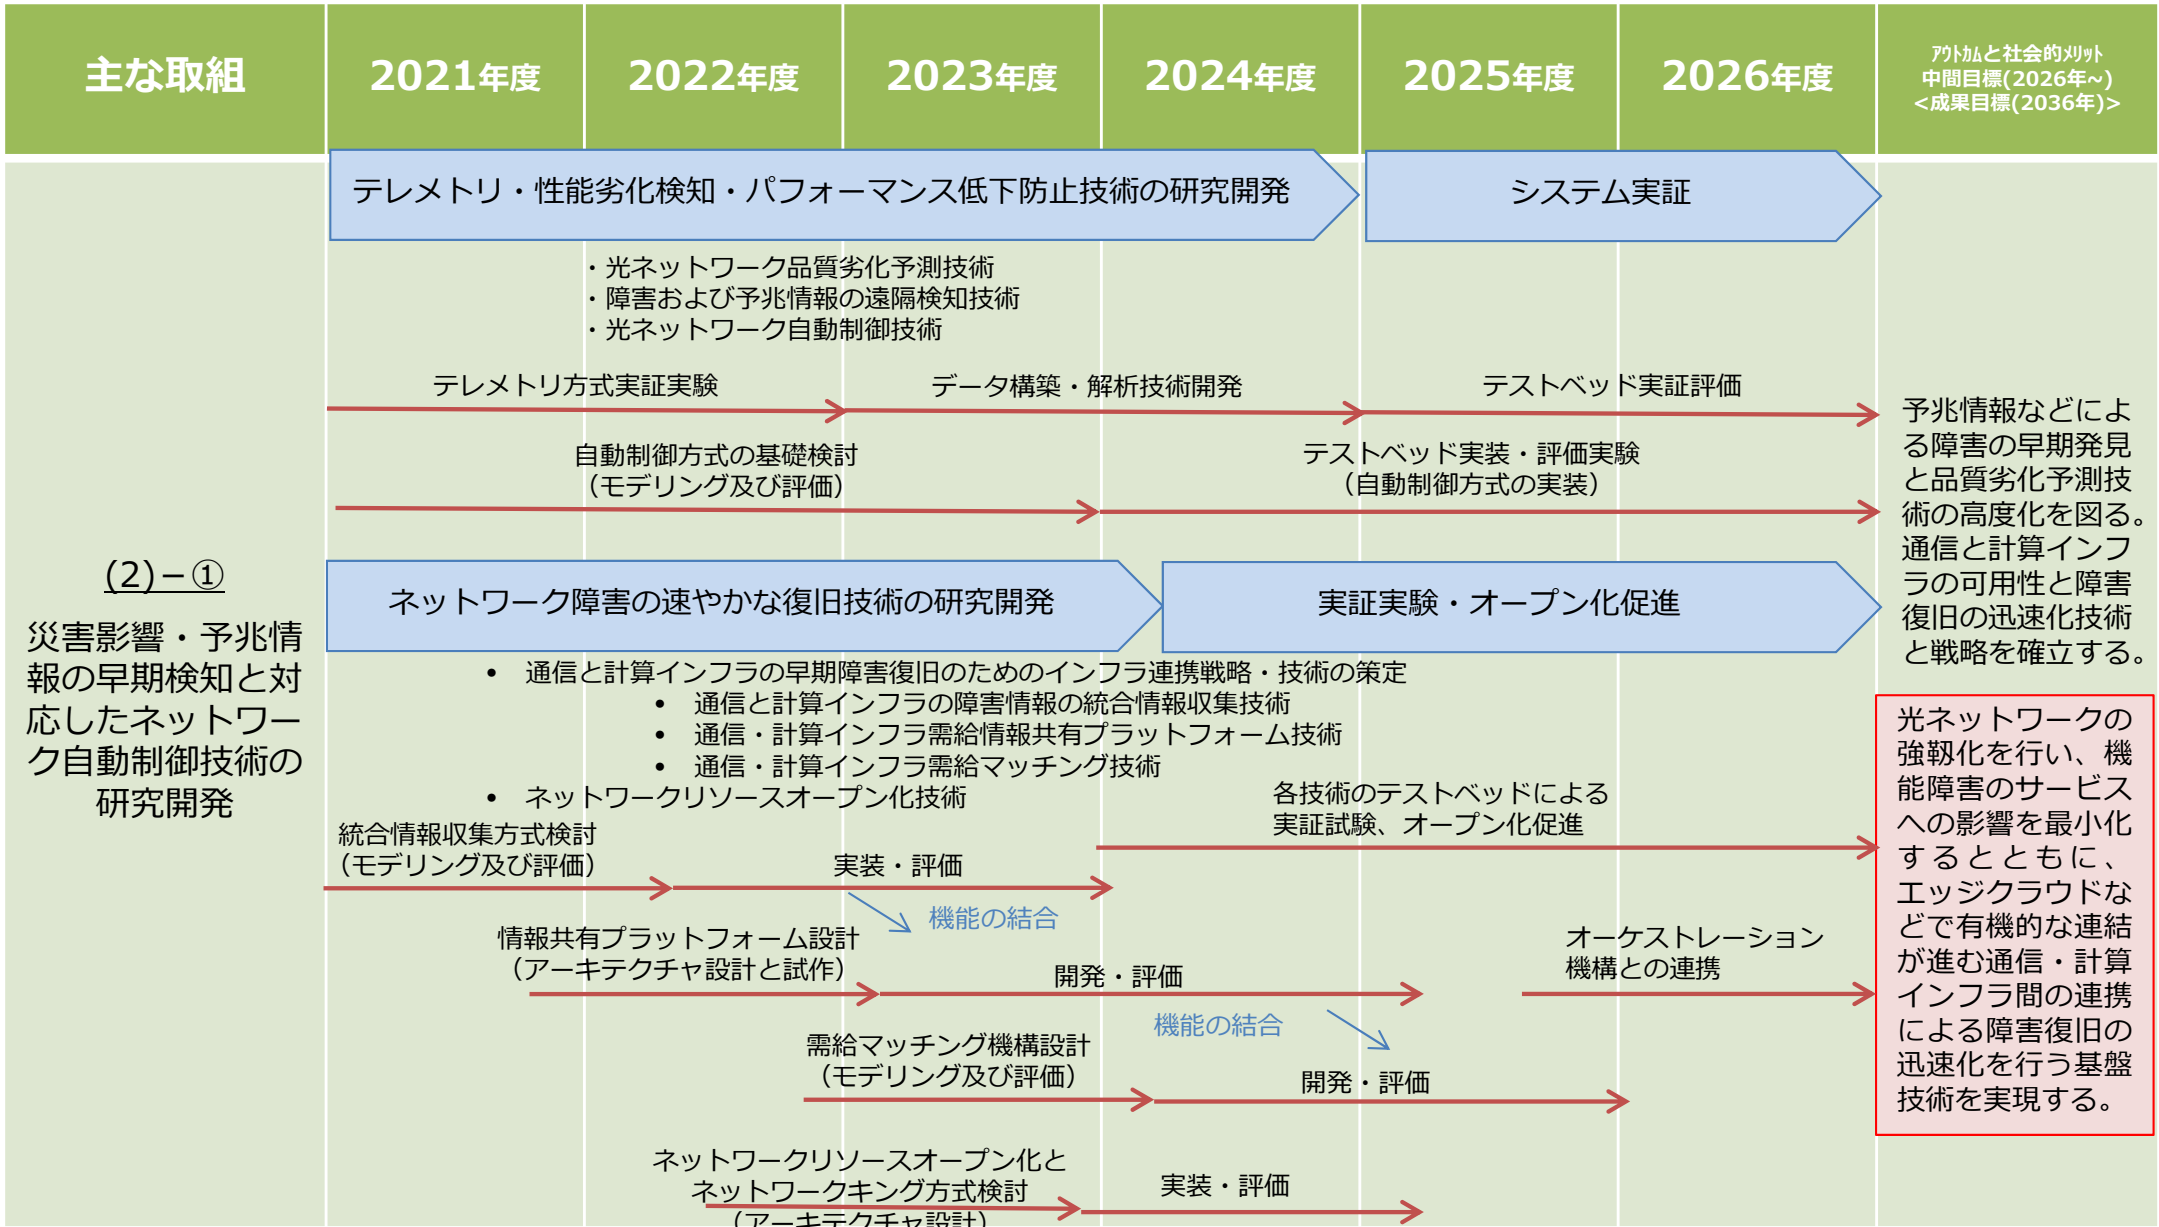 主な取組
2021年度
2022年度
2023年度
2024年度
2025年度
2026年度
ｱｳﾄｶﾑと社会的ﾒﾘｯﾄ
中間目標(2026年~)
<成果目標(2036年)>
(2)－①
災害影響・予兆情
報の早期検知と対
応したネットワー
ク自動制御技術の
研究開発
テレメトリ・性能劣化検知・パフォーマンス低下防止技術の研究開発
システム実証
・光ネットワーク品質劣化予測技術
・障害および予兆情報の遠隔検知技術
・光ネットワーク自動制御技術
テレメトリ方式実証実験
データ構築・解析技術開発
テストベッド実証評価
自動制御方式の基礎検討
（モデリング及び評価）
テストベッド実装・評価実験
（自動制御方式の実装）
ネットワーク障害の速やかな復旧技術の研究開発
実証実験・オープン化促進
• 通信と計算インフラの早期障害復旧のためのインフラ連携戦略・技術の策定
• 通信と計算インフラの障害情報の統合情報収集技術
• 通信・計算インフラ需給情報共有プラットフォーム技術
• 通信・計算インフラ需給マッチング技術
• ネットワークリソースオープン化技術
各技術のテストベッドによる
実証試験、オープン化促進
統合情報収集方式検討
（モデリング及び評価）
実装・評価
機能の結合
情報共有プラットフォーム設計
（アーキテクチャ設計と試作）
開発・評価
オーケストレーション
機構との連携
機能の結合
需給マッチング機構設計
（モデリング及び評価）
開発・評価
ネットワークリソースオープン化と
ネットワークキング方式検討
（アーキテクチャ設計）
実装・評価
予兆情報などによ
る障害の早期発見
と品質劣化予測技
術の高度化を図る。
通信と計算インフ
ラの可用性と障害
復旧の迅速化技術
と戦略を確立する。
光ネットワークの
強靱化を行い、機
能障害のサービス
への影響を最小化
するとともに、
エッジクラウドな
どで有機的な連結
が進む通信・計算
インフラ間の連携
による障害復旧の
迅速化を行う基盤
技術を実現する。